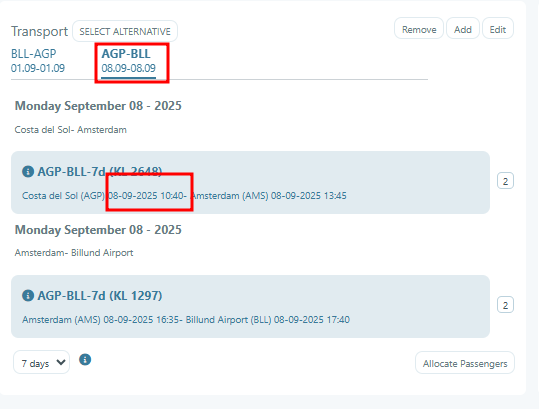 Transport SELECT ALTERNATIVE Remove Add Edit
BLL-AGP AGP-BLL
01.09-01.09 08.09-08.09
Monday September 08 - 2025
Costa del Sol- Amsterdam
AGP-BLL-7d (KL 2648)
2
Costa del Sol (AGP) 08-09-2025 10:40- Amsterdam (AMS) 08-09-2025 13:45
Monday September 08 - 2025
Amsterdam- Billund Airport
AGP-BLL-7d (KL 1297)
2
Amsterdam (AMS) 08-09-2025 16:35- Billund Airport (BLL) 08-09-2025 17:40
7 days Allocate Passengers